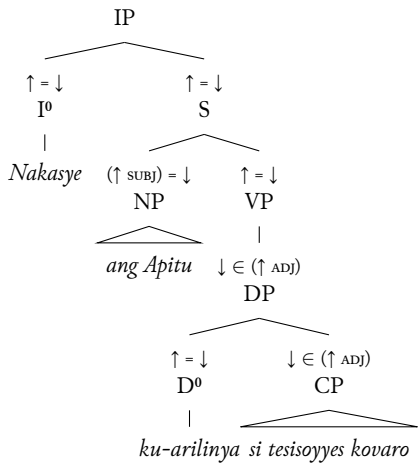 IP
↑ = ↓ ↑ = ↓
I⁰ S
Nakasye (↑ SUBJ) = ↓ ↑ = ↓
NP VP
ang Apitu ↓ ∈ (↑ ADJ)
DP
↑ = ↓ ↓ ∈ (↑ ADJ)
D⁰ CP
ku-arilinya si tesisoyyes kovaro